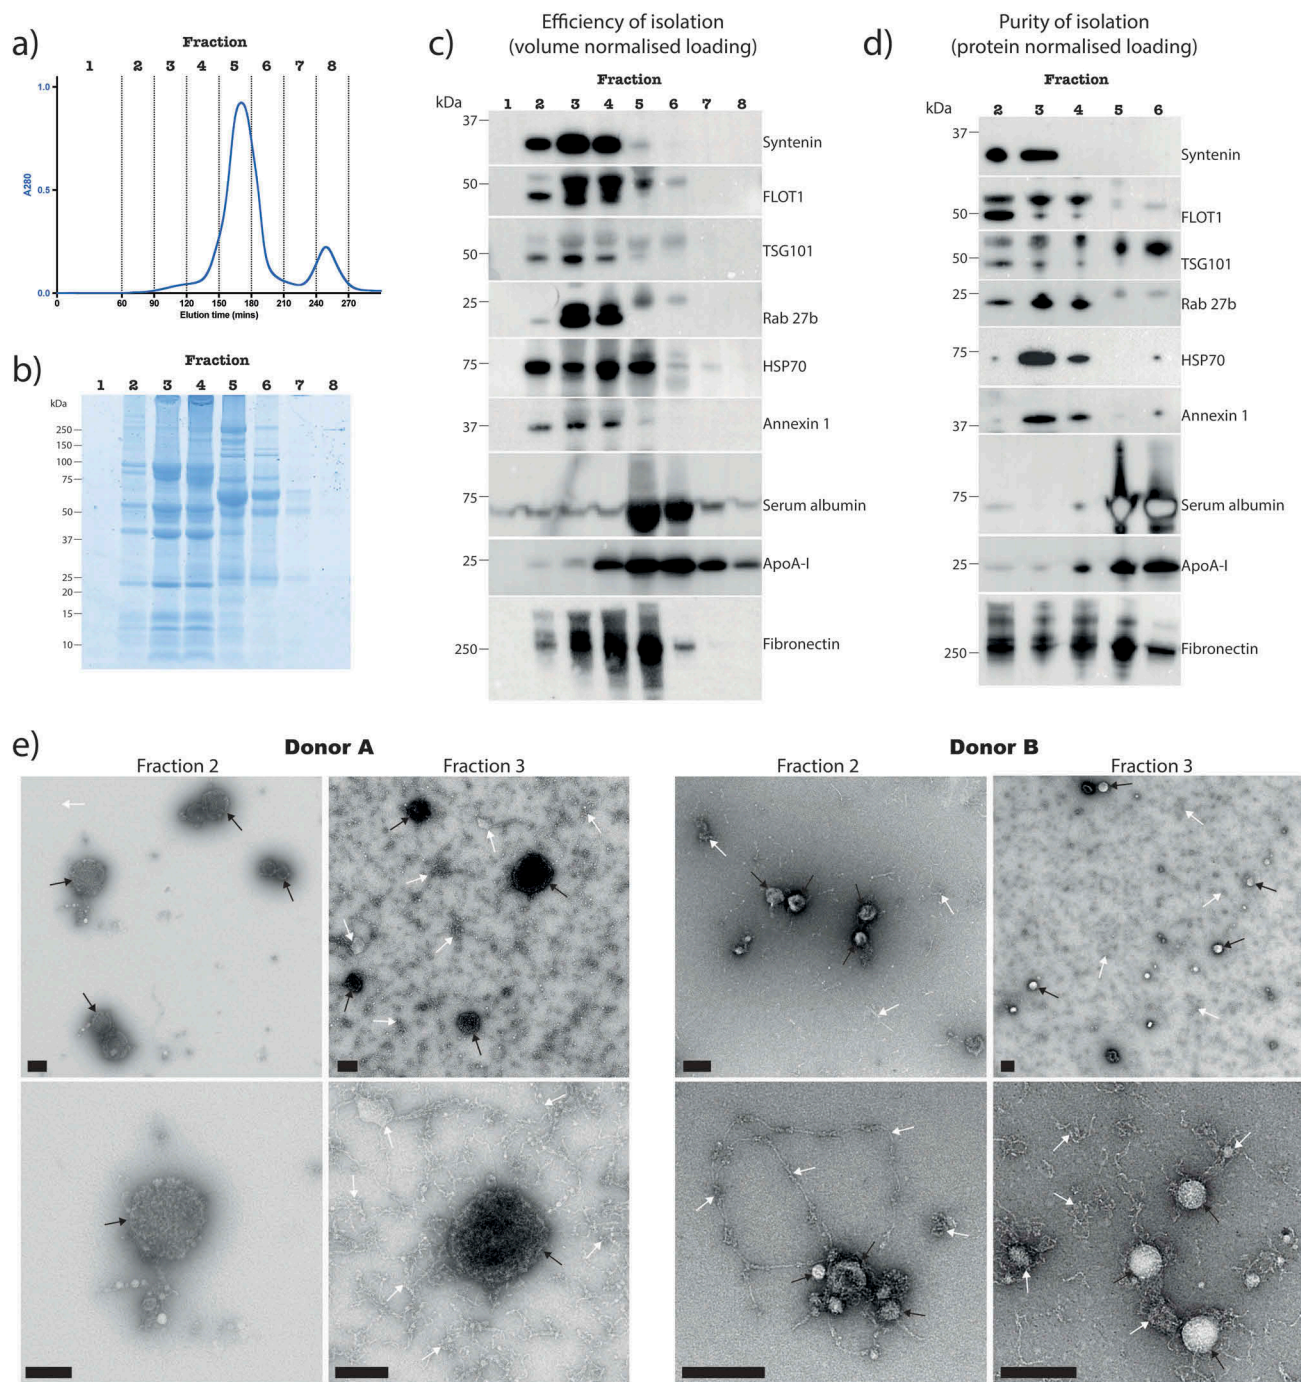 a)
Fraction
1 2 3 4 5 6 7 8
1.0
0.5
0.0
A280
0 60 90 120 150 180 210 240 270
Elution time (mins)
b)
Fraction
1 2 3 4 5 6 7 8
kDa
250
150
100
75
50
37
25
20
15
10
c)
Efficiency of isolation
(volume normalised loading)
Fraction
kDa 1 2 3 4 5 6 7 8
37
Syntenin
50
FLOT1
50
TSG101
25
Rab 27b
75
HSP70
37
Annexin 1
75
Serum albumin
25
ApoA-I
250
Fibronectin
d)
Purity of isolation
(protein normalised loading)
Fraction
kDa 2 3 4 5 6
37
Syntenin
50
FLOT1
50
TSG101
25
Rab 27b
75
HSP70
37
Annexin 1
75
Serum albumin
25
ApoA-I
250
Fibronectin
e)
Donor A
Fraction 2
Fraction 3
Donor B
Fraction 2
Fraction 3